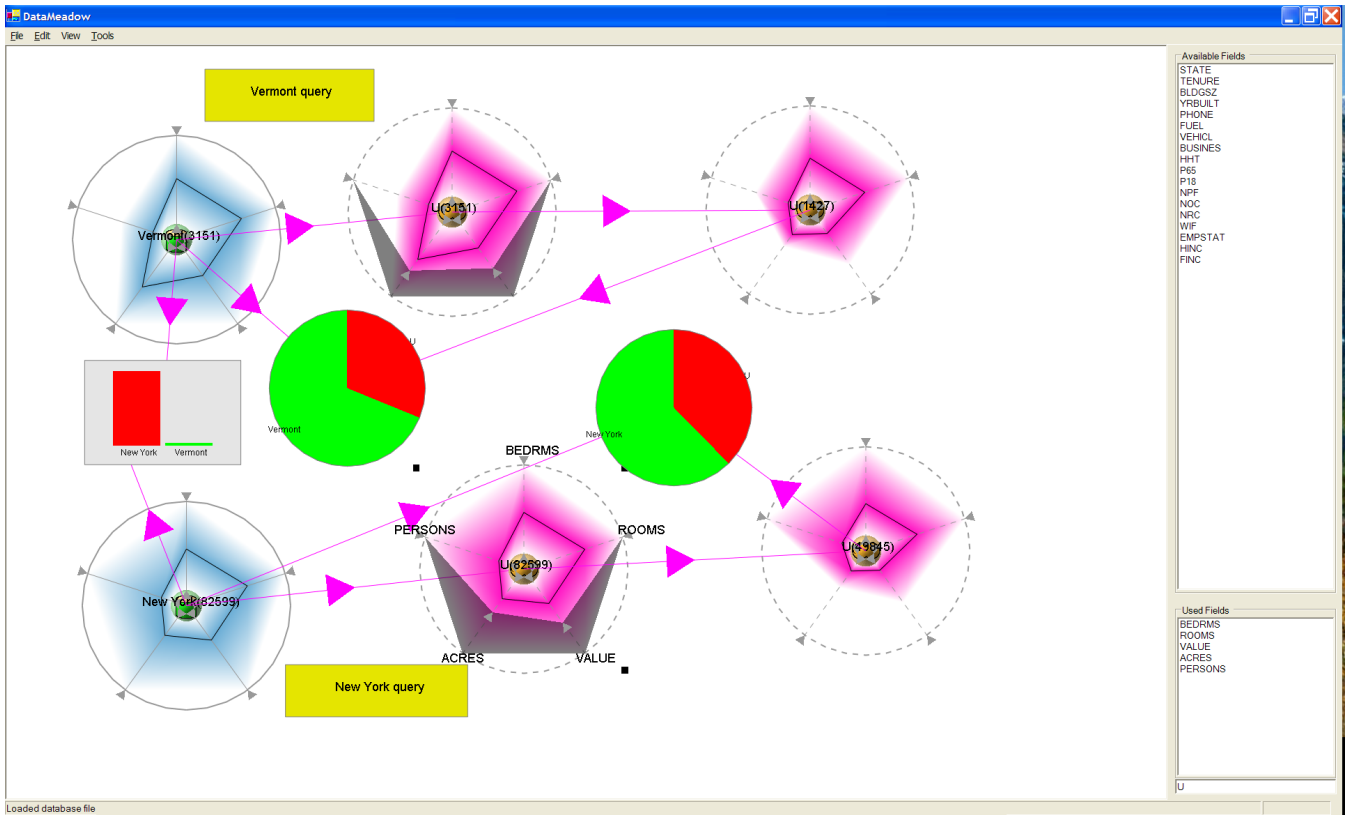 DataMeadow
File Edit View Tools
Vermont query
Vermont(3151)
U(3151)
U(1427)
U
Vermont
New York Vermont
U
New York
BEDRMS
PERSONS
ROOMS
U(82599)
ACRES
VALUE
New York(82599)
U(49845)
New York query
Available Fields
STATE
TENURE
BLDGSZ
YRBUILT
PHONE
FUEL
VEHICL
BUSINES
HHT
P65
P18
NPF
NOC
NRC
WIF
EMPSTAT
HINC
FINC
Used Fields
BEDRMS
ROOMS
VALUE
ACRES
PERSONS
U
Loaded database file